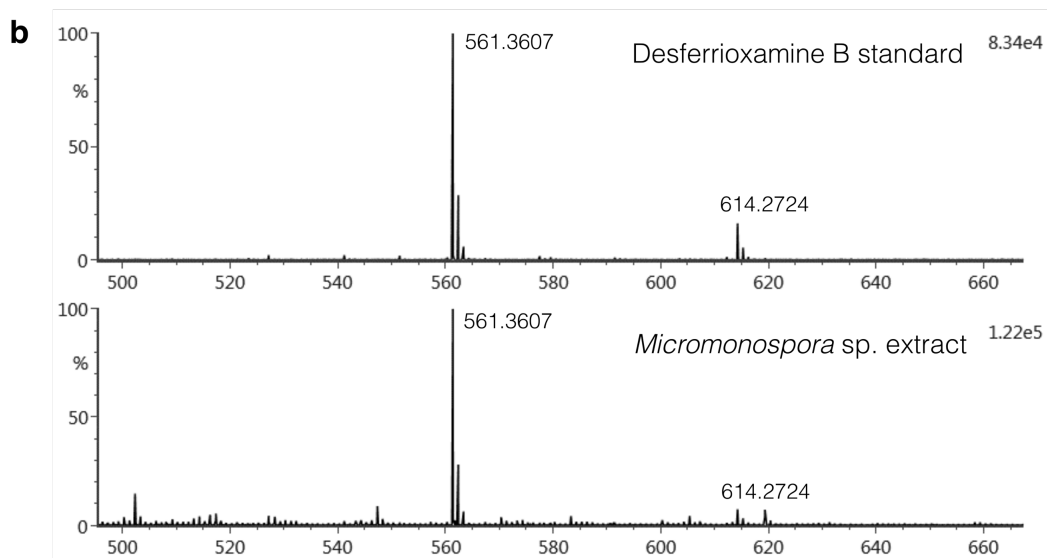 b
100
561.3607
Desferrioxamine B standard
8.34e4
%
50
614.2724
0
500 520 540 560 580 600 620 640 660
100
561.3607
1.22e5
Micromonospora sp. extract
%
50
614.2724
0
500 520 540 560 580 600 620 640 660